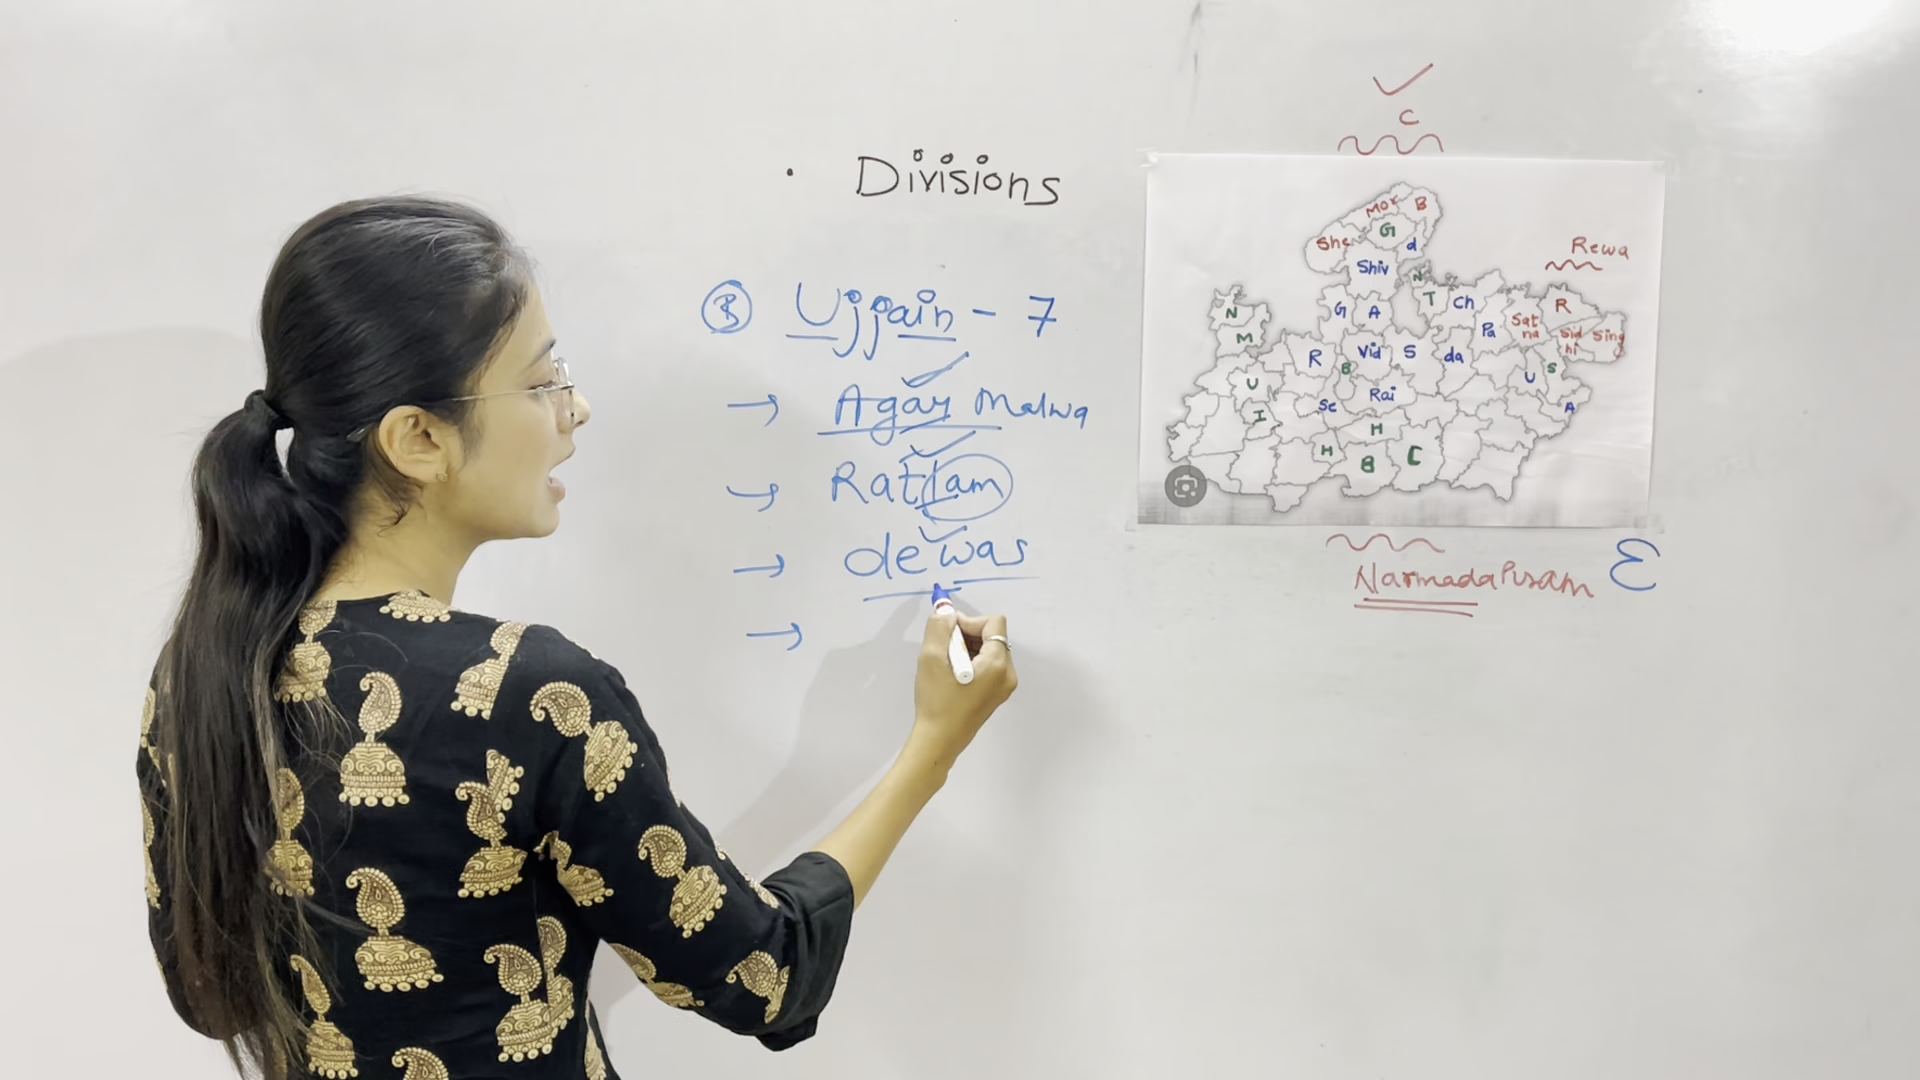 Divisions
③ Ujjain - 7
→ Agar Malwa
→ Ratlam
→ dewas
→
C
Mor B
She G d
Shiv N
Rewa
N G A T Ch Pa Sat na R
M Sid hi Sing
R Vid S da
B U S
U Se Rai A
I H
H B C
NarmadaPuram